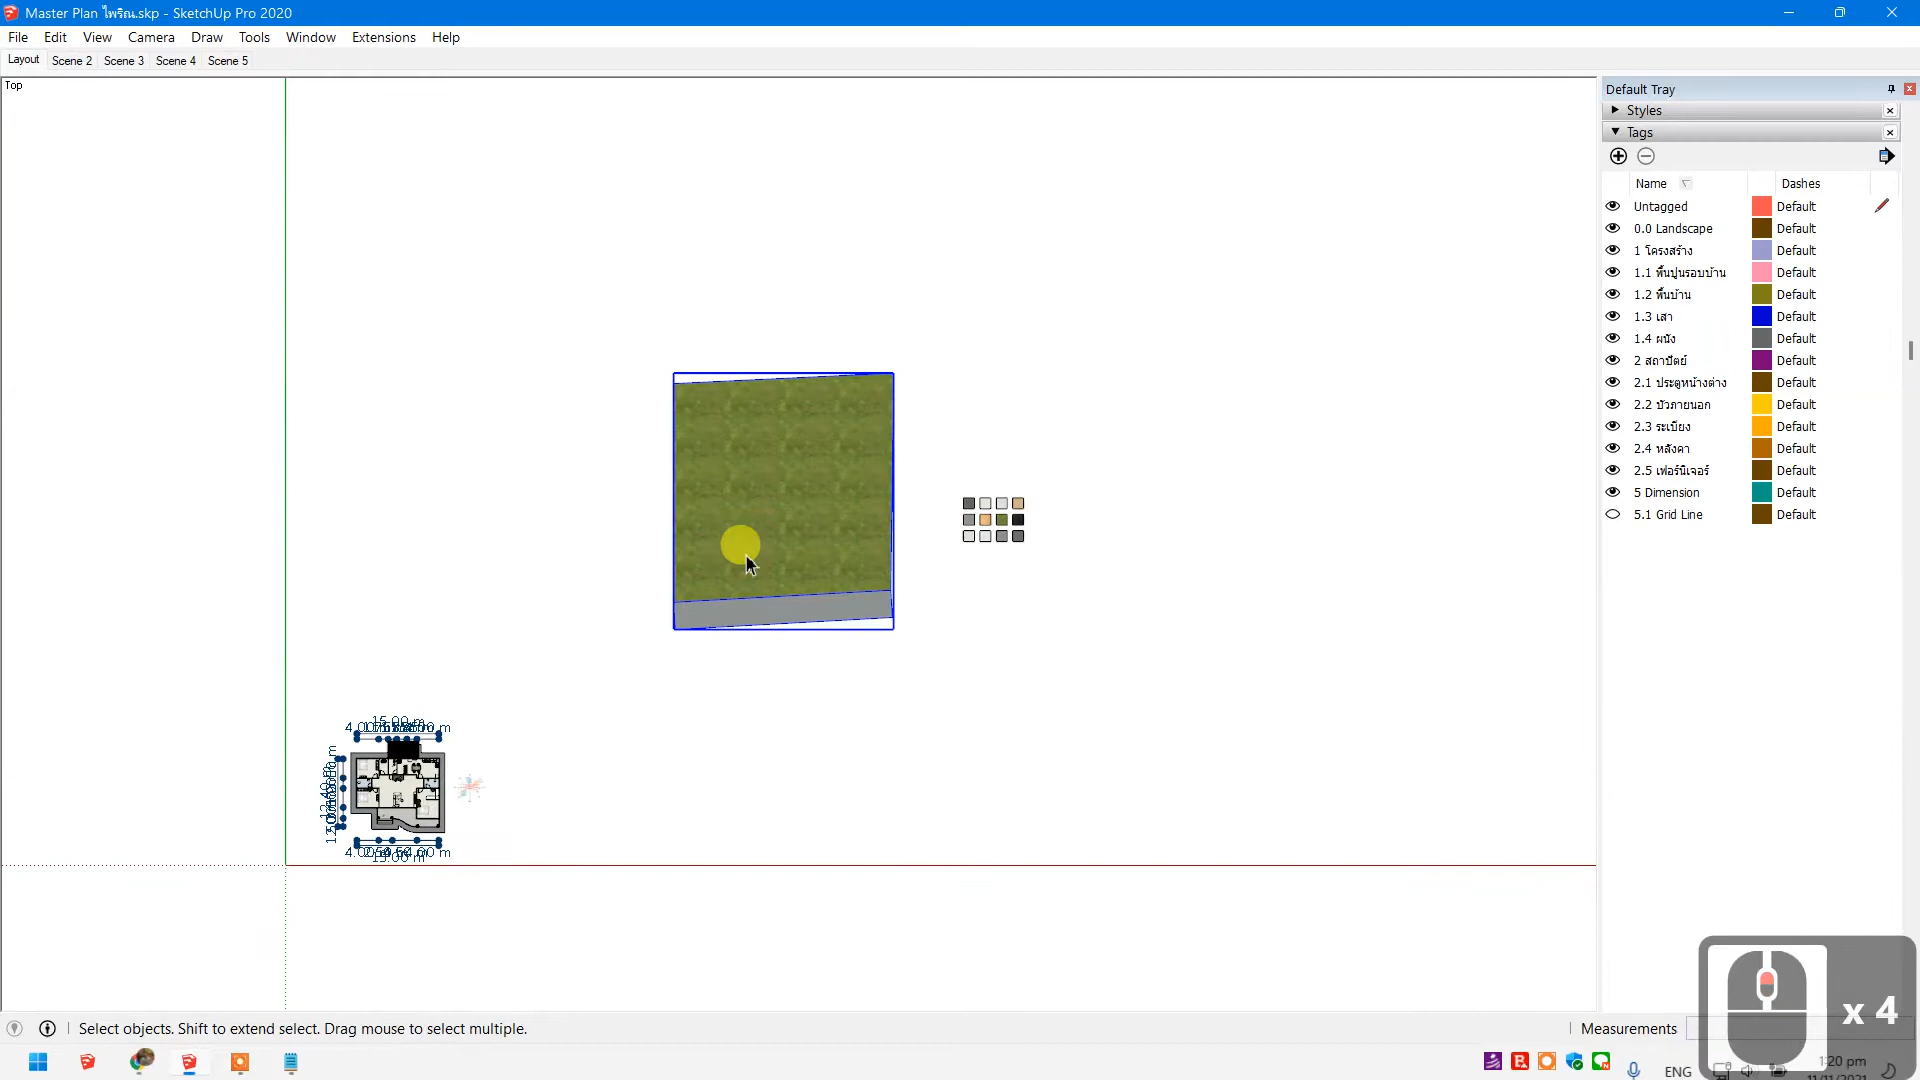 Master Plan ไพริณ.skp - SketchUp Pro 2020
File Edit View Camera Draw Tools Window Extensions Help
Layout Scene 2 Scene 3 Scene 4 Scene 5
Top
Default Tray
Styles
Tags
Name Dashes
Untagged Default
0.0 Landscape Default
1 โครงสร้าง Default
1.1 พื้นปูนรอบบ้าน Default
1.2 พื้นบ้าน Default
1.3 เสา Default
1.4 ผนัง Default
2 สถาปัตย์ Default
2.1 ประตูหน้างต่าง Default
2.2 บัวภายนอก Default
2.3 ระเบียง Default
2.4 หลังคา Default
2.5 เฟอร์นิเจอร์ Default
5 Dimension Default
5.1 Grid Line Default
15.00 m
15.00 m
x 4
Select objects. Shift to extend select. Drag mouse to select multiple.
Measurements
ENG
1:20 pm